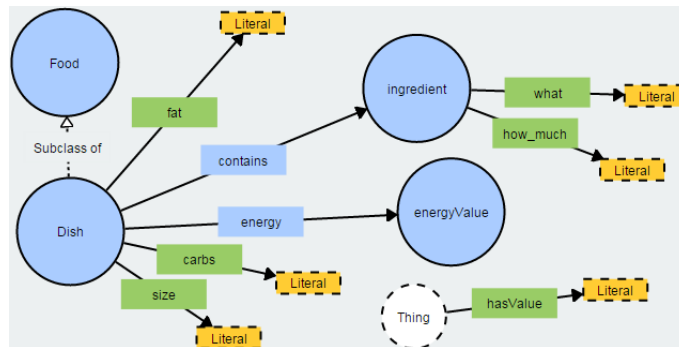 Literal
Food
ingredient
what
Literal
fat
how_much
Subclass of
contains
Literal
energy
energyValue
Dish
carbs
Literal
size
hasValue
Literal
Thing
Literal